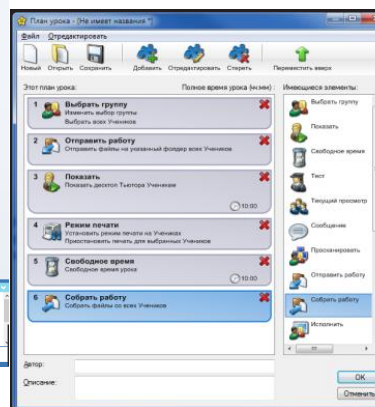 План урока - [Не имеет названия *]
Файл Отредактировать
Новый Открыть Сохранить Добавить Отредактировать Стереть Переместить вверх
Этот план урока: Полное время урока (чч:мм) : Имеющиеся элементы:
1 Выбрать группу
Изменить выбор группы
Выбрать всех Учеников
2 Отправить работу
Отправить файлы на указанный фолдер всех Учеников
3 Показать
Показать десктоп Тьютора Ученикам
10:00
4 Режим печати
Установить режим печати на Учениках
Приостановить печать для выбранных Учеников
5 Свободное время
Свободное время урока
10:00
6 Собрать работу
Собрать файлы со всех Учеников
Выбрать группу
Показать
Свободное время
Тест
Текущий просмотр
Сообщение
Просканировать
Отправить работу
Собрать работу
Исполнить
Автор:
Описание:
OK
Отменить